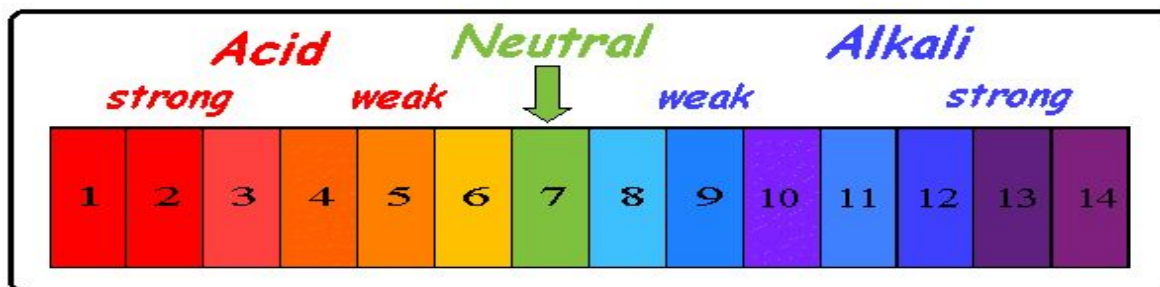 Acid Neutral Alkali
strong weak weak strong
1 2 3 4 5 6 7 8 9 10 11 12 13 14